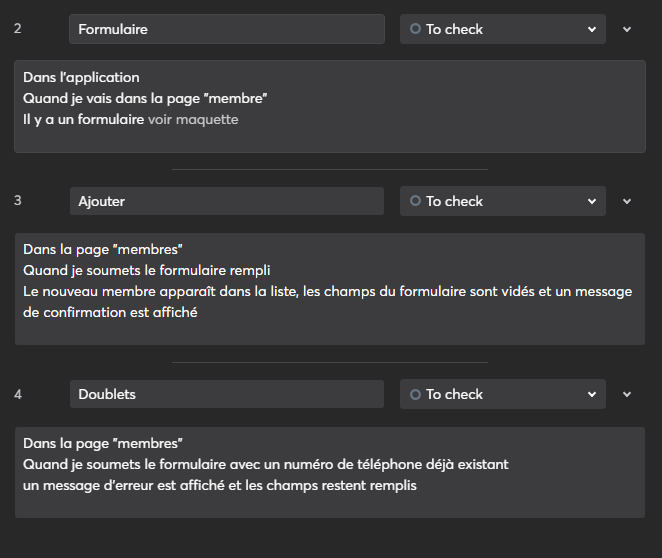 2 Formulaire To check
Dans l'application
Quand je vais dans la page "membre"
Il y a un formulaire voir maquette
3 Ajouter To check
Dans la page "membres"
Quand je soumets le formulaire rempli
Le nouveau membre apparaît dans la liste, les champs du formulaire sont vidés et un message
de confirmation est affiché
4 Doublets To check
Dans la page "membres"
Quand je soumets le formulaire avec un numéro de téléphone déjà existant
un message d'erreur est affiché et les champs restent remplis